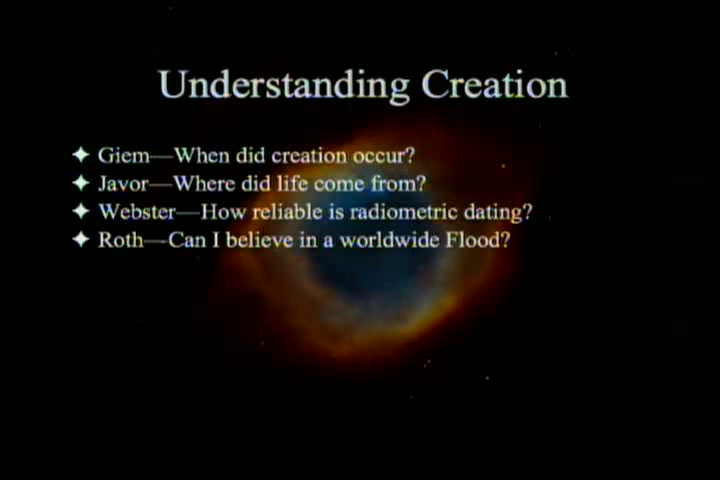 Understanding Creation
✦ Giem—When did creation occur?
✦ Javor—Where did life come from?
✦ Webster—How reliable is radiometric dating?
✦ Roth—Can I believe in a worldwide Flood?